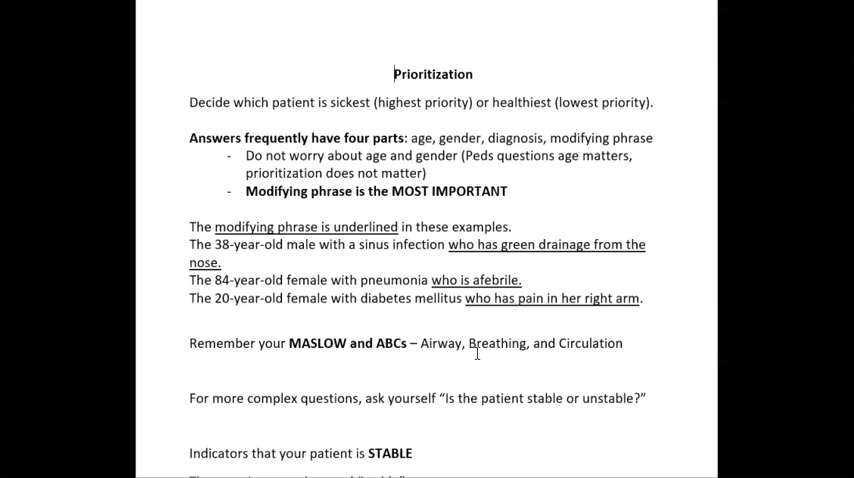 Prioritization
Decide which patient is sickest (highest priority) or healthiest (lowest priority).
Answers frequently have four parts: age, gender, diagnosis, modifying phrase
- Do not worry about age and gender (Peds questions age matters,
prioritization does not matter)
- Modifying phrase is the MOST IMPORTANT
The modifying phrase is underlined in these examples.
The 38-year-old male with a sinus infection who has green drainage from the
nose.
The 84-year-old female with pneumonia who is afebrile.
The 20-year-old female with diabetes mellitus who has pain in her right arm.
Remember your MASLOW and ABCs – Airway, Breathing, and Circulation
For more complex questions, ask yourself “Is the patient stable or unstable?”
Indicators that your patient is STABLE